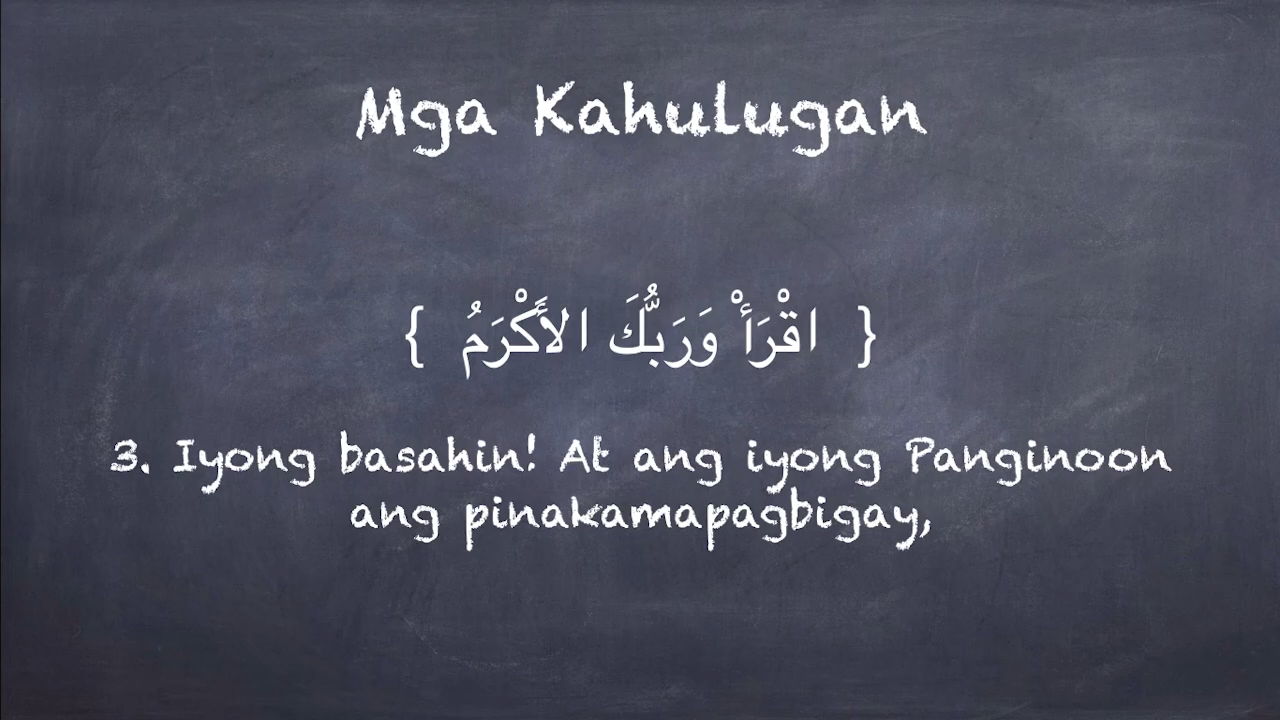 Mga Kahulugan
{ اقْرَأْ وَرَبُّكَ الأَكْرَمُ }
3. Iyong basahin! At ang iyong Panginoon
ang pinakamapagbigay,